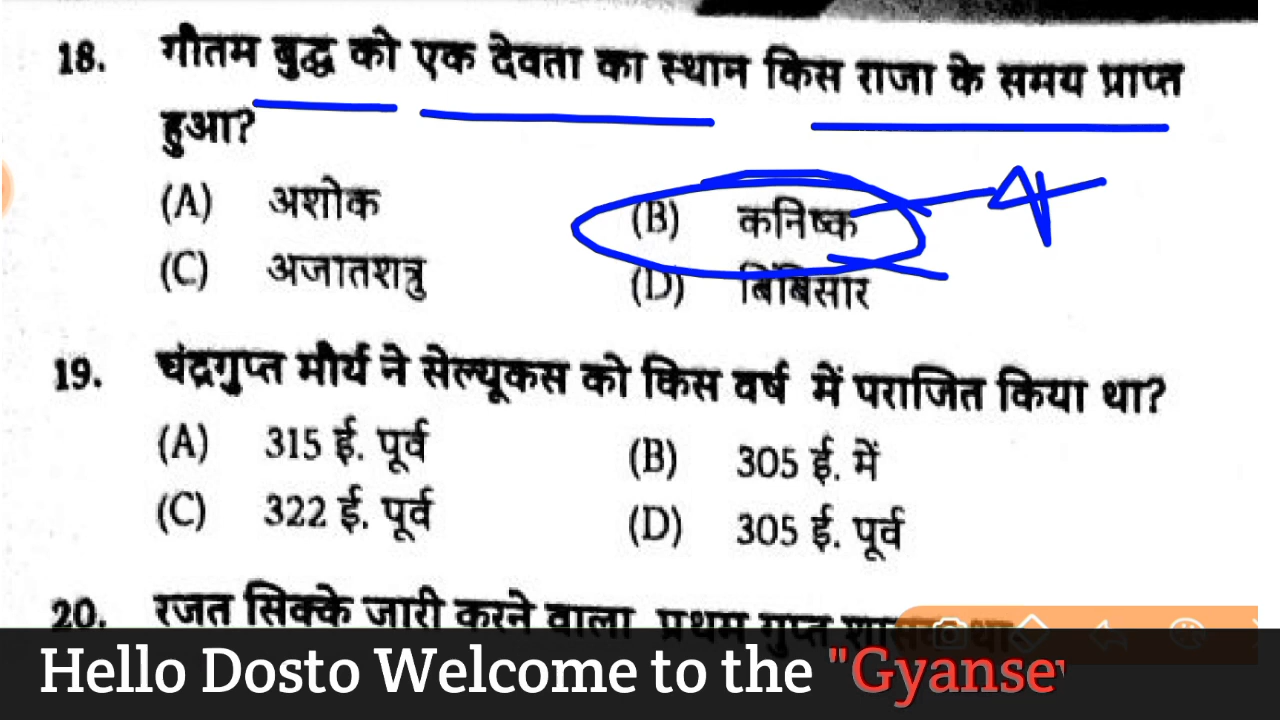 18. गौतम बुद्ध को एक देवता का स्थान किस राजा के समय प्राप्त
हुआ?
(A) अशोक (B) कनिष्क
(C) अजातशत्रु (D) बिंबिसार
19. चंद्रगुप्त मौर्य ने सेल्यूकस को किस वर्ष में पराजित किया था?
(A) 315 ई. पूर्व (B) 305 ई. में
(C) 322 ई. पूर्व (D) 305 ई. पूर्व
20. रजत सिक्के जारी करने वाला प्रथम गुप्त शासक था
Hello Dosto Welcome to the "Gyanse